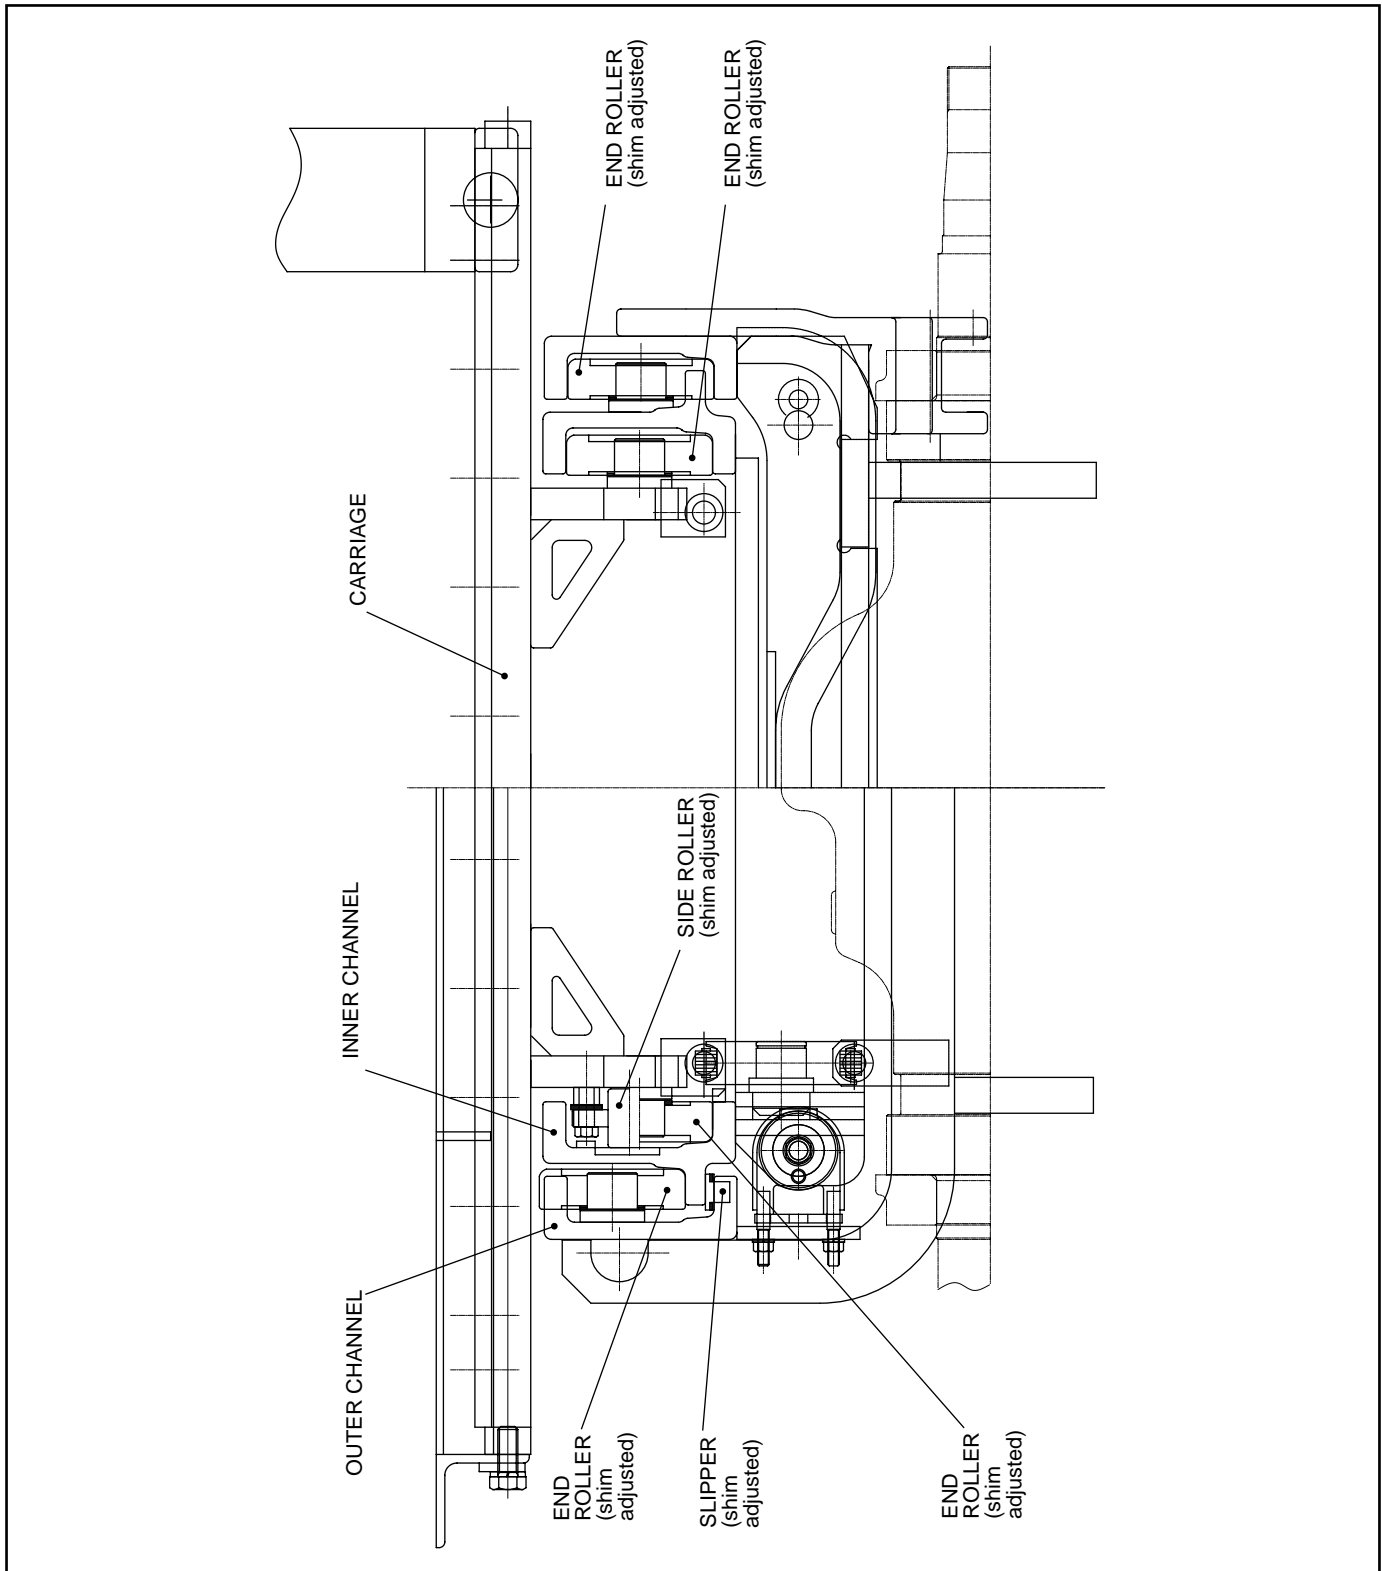 OUTER CHANNEL
INNER CHANNEL
CARRIAGE
END ROLLER
(shim adjusted)
END ROLLER
(shim adjusted)
SIDE ROLLER
(shim adjusted)
END
ROLLER
(shim
adjusted)
SLIPPER
(shim
adjusted)
END
ROLLER
(shim
adjusted)